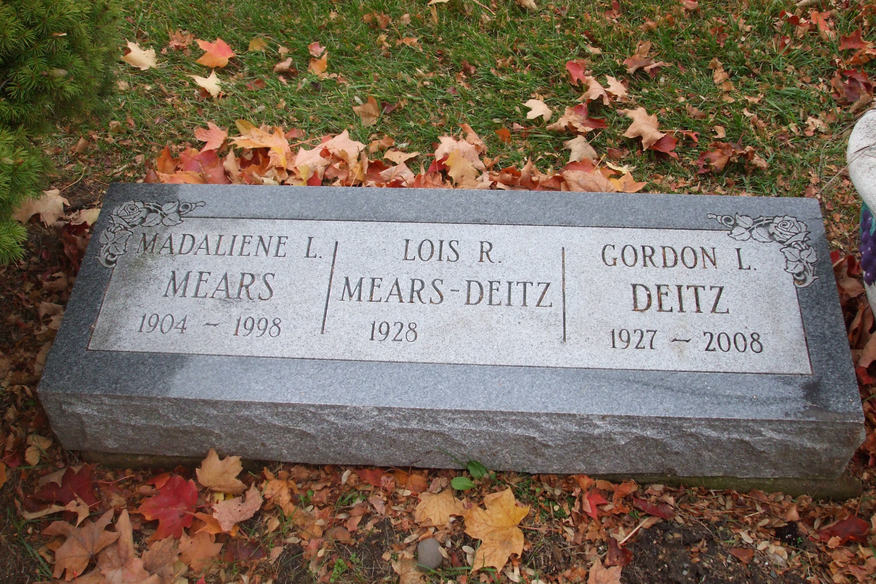 MADALIENE L.
MEARS
1904 – 1998
LOIS R.
MEARS-DEITZ
1928
GORDON L.
DEITZ
1927 – 2008